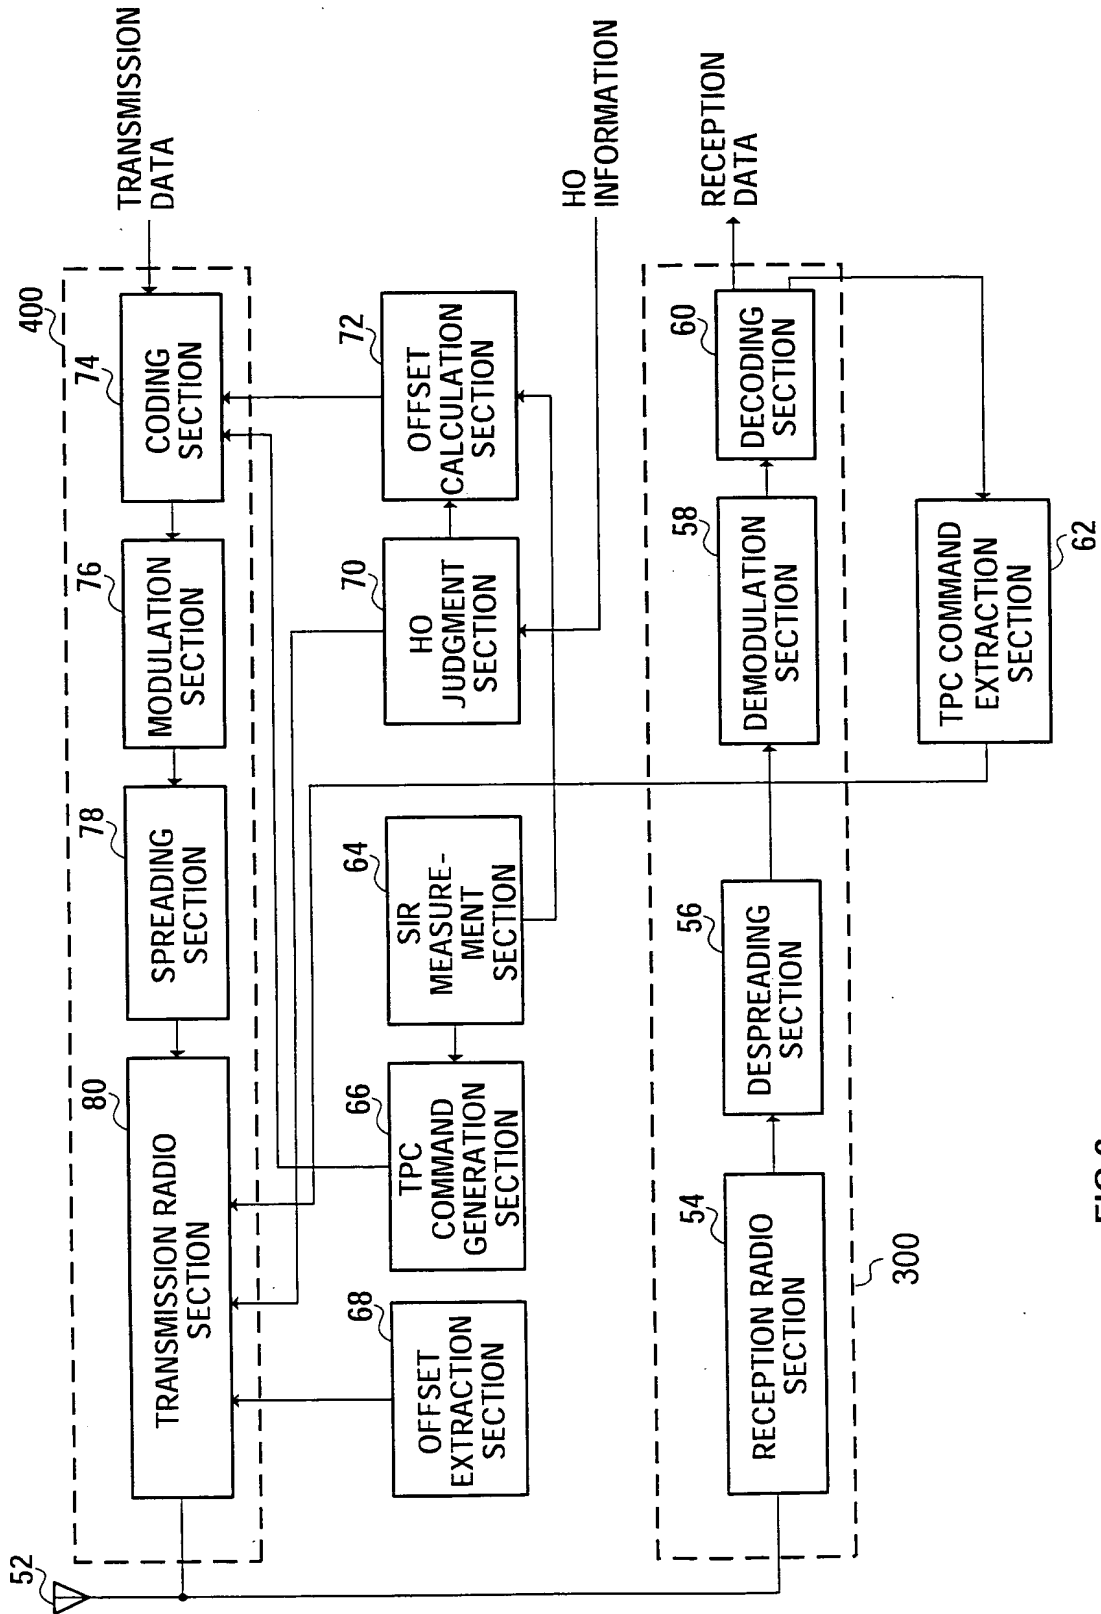 52
400
80
TRANSMISSION RADIO
SECTION
78
SPREADING
SECTION
76
MODULATION
SECTION
74
CODING
SECTION
TRANSMISSION
DATA
68
OFFSET
EXTRACTION
SECTION
66
TPC
COMMAND
GENERATION
SECTION
64
SIR
MEASURE-
MENT
SECTION
70
HO
JUDGMENT
SECTION
72
OFFSET
CALCULATION
SECTION
HO
INFORMATION
54
RECEPTION RADIO
SECTION
56
DESPREADING
SECTION
58
DEMODULATION
SECTION
60
DECODING
SECTION
RECEPTION
DATA
300
TPC COMMAND
EXTRACTION
SECTION
62